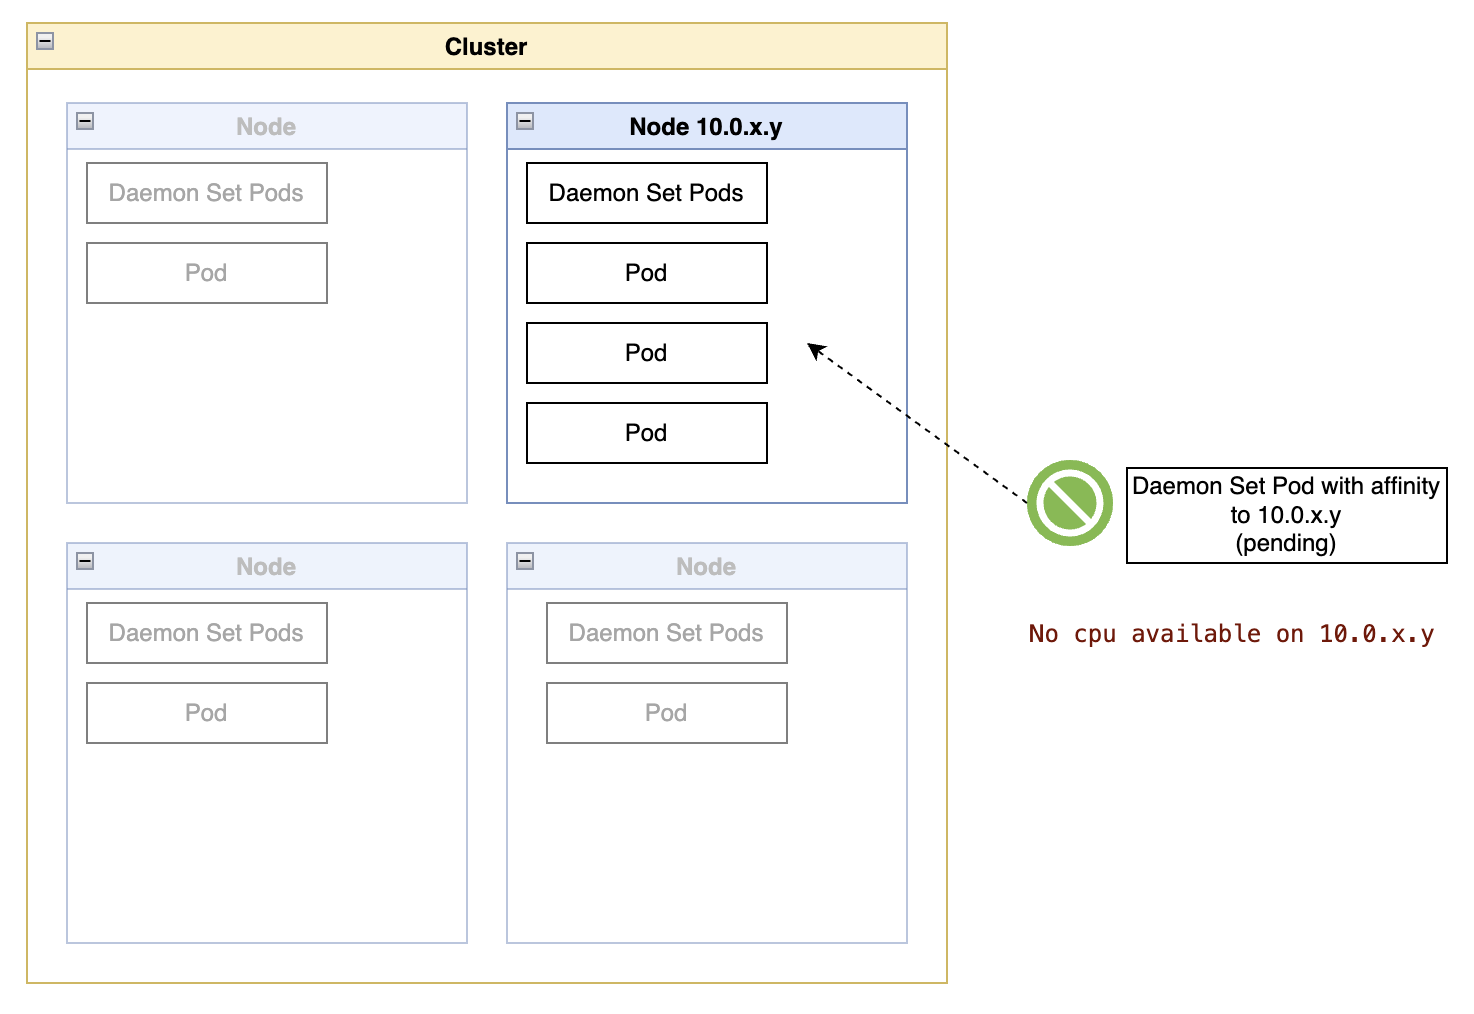 Cluster
Node
Daemon Set Pods
Pod
Node 10.0.x.y
Daemon Set Pods
Pod
Pod
Pod
Daemon Set Pod with affinity
to 10.0.x.y
(pending)
No cpu available on 10.0.x.y
Node
Daemon Set Pods
Pod
Node
Daemon Set Pods
Pod